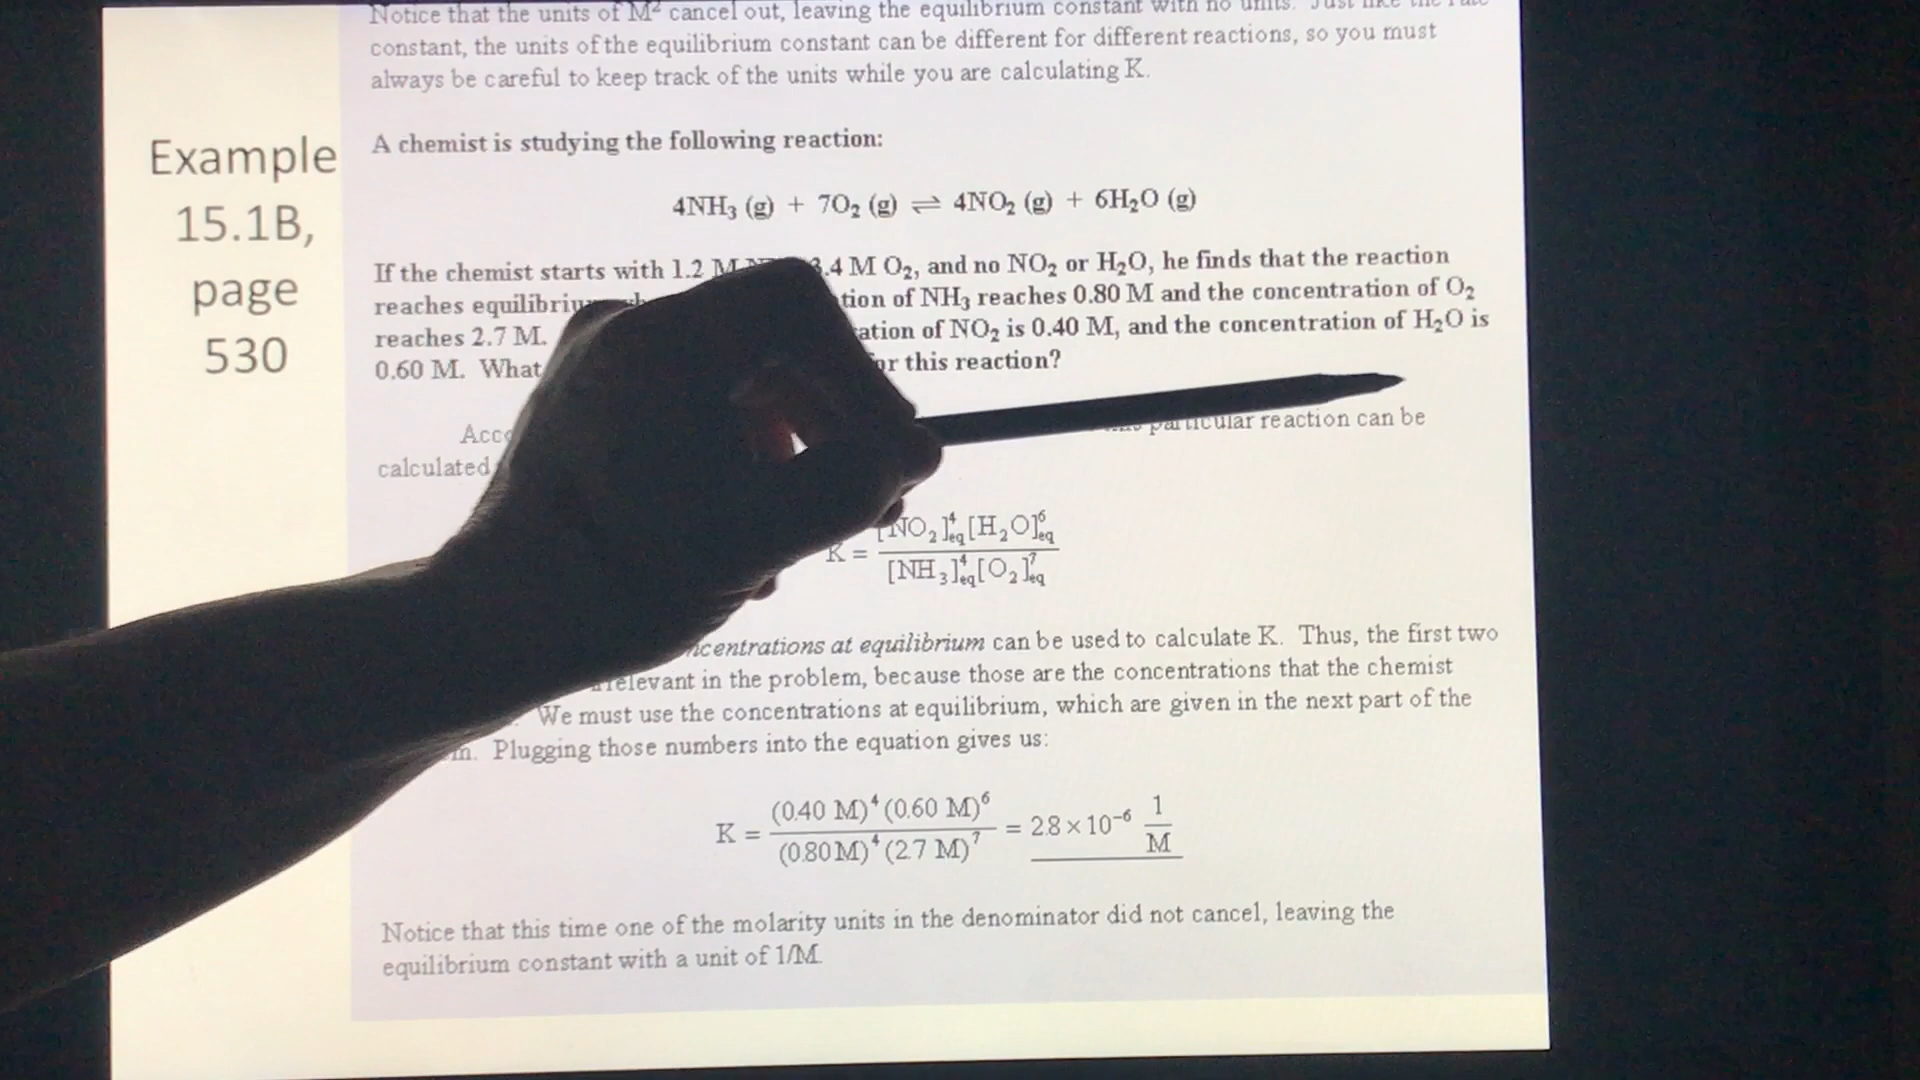 Notice that the units of M² cancel out, leaving the equilibrium constant with no units. Just like the rate
constant, the units of the equilibrium constant can be different for different reactions, so you must
always be careful to keep track of the units while you are calculating K.
Example
15.1B,
page
530
A chemist is studying the following reaction:
4NH₃ (g) + 7O₂ (g) ⇌ 4NO₂ (g) + 6H₂O (g)
If the chemist starts with 1.2 M .4 M O₂, and no NO₂ or H₂O, he finds that the reaction
reaches of NH₃ reaches 0.80 M and the concentration of O₂
reaches 2.7 M. of NO₂ is 0.40 M, and the concentration of H₂O is
0.60 M. What this reaction?
particular reaction can be
calculated
K = [NO₂]⁴eq[H₂O]⁶eq / [NH₃]⁴eq[O₂]⁷eq
at equilibrium can be used to calculate K. Thus, the first two
in the problem, because those are the concentrations that the chemist
We must use the concentrations at equilibrium, which are given in the next part of the
Plugging those numbers into the equation gives us:
K = (0.40 M)⁴ (0.60 M)⁶ / (0.80 M)⁴ (2.7 M)⁷ = 2.8 × 10⁻⁶ 1/M
Notice that this time one of the molarity units in the denominator did not cancel, leaving the
equilibrium constant with a unit of 1/M.